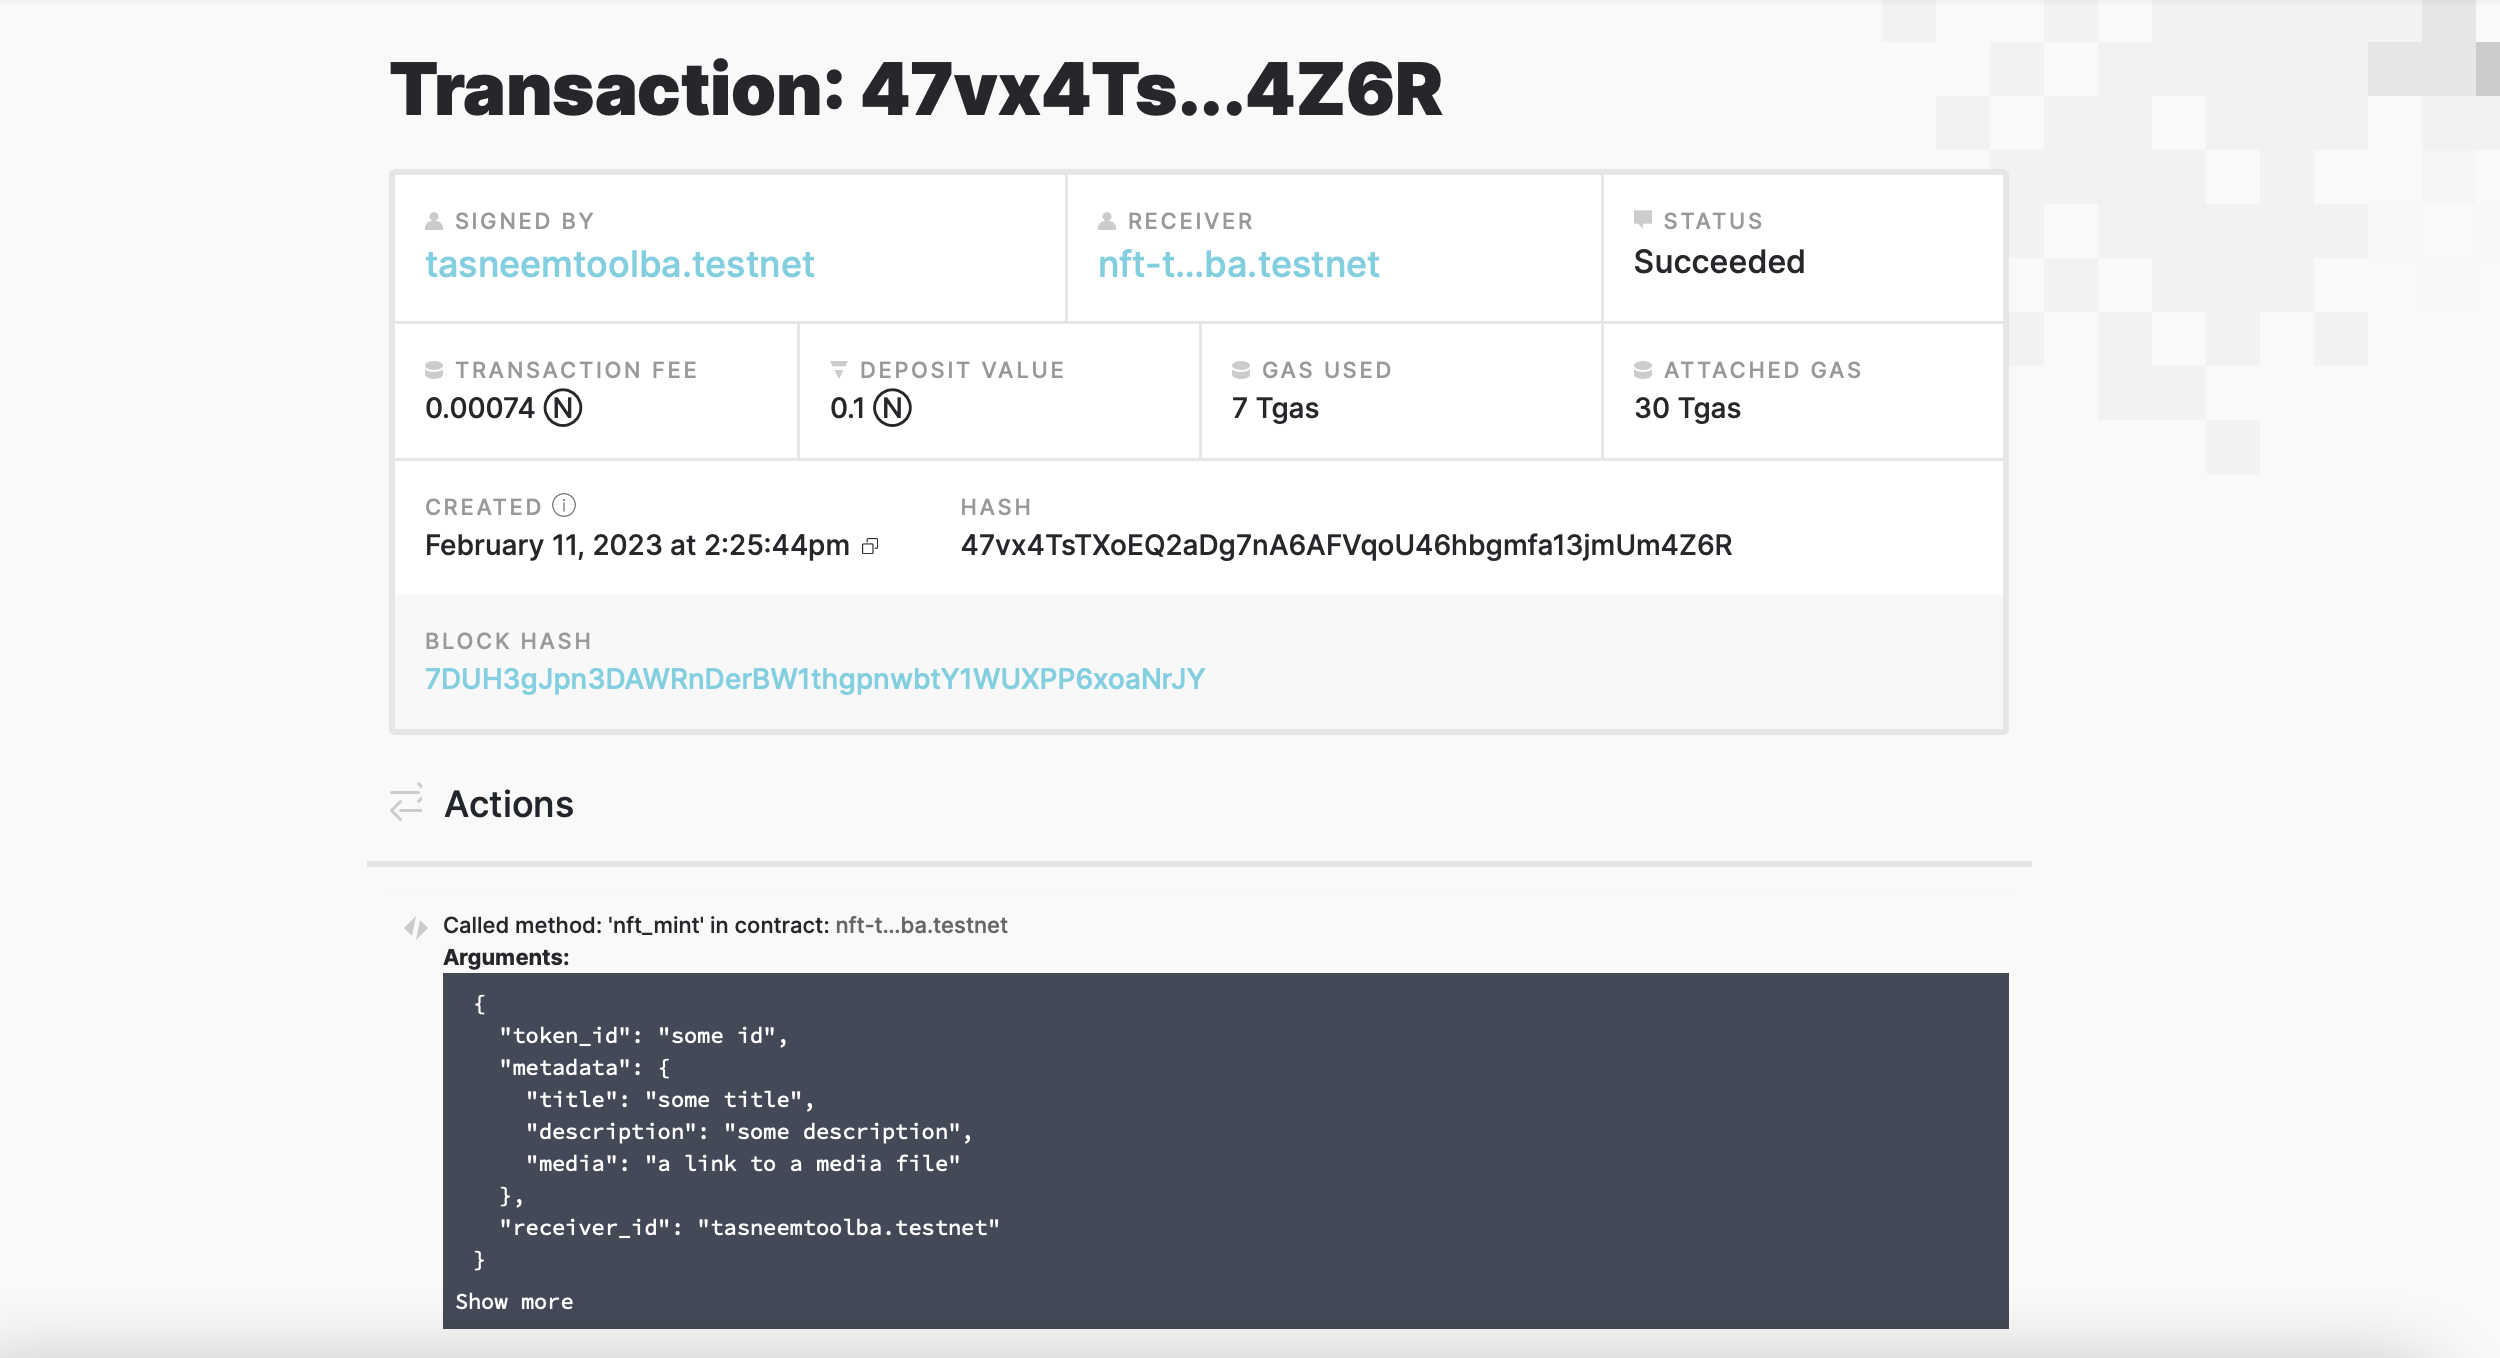 Transaction: 47vx4Ts...4Z6R
SIGNED BY
tasneemtoolba.testnet
RECEIVER
nft-t...ba.testnet
STATUS
Succeeded
TRANSACTION FEE
0.00074 N
DEPOSIT VALUE
0.1 N
GAS USED
7 Tgas
ATTACHED GAS
30 Tgas
CREATED i
February 11, 2023 at 2:25:44pm
HASH
47vx4TsTXoEQ2aDg7nA6AFVqoU46hbgmfa13jmUm4Z6R
BLOCK HASH
7DUH3gJpn3DAWRnDerBW1thgpnwbtY1WUXPP6xoaNrJY
Actions
Called method: 'nft_mint' in contract: nft-t...ba.testnet
Arguments:
{
"token_id": "some id",
"metadata": {
"title": "some title",
"description": "some description",
"media": "a link to a media file"
},
"receiver_id": "tasneemtoolba.testnet"
}
Show more